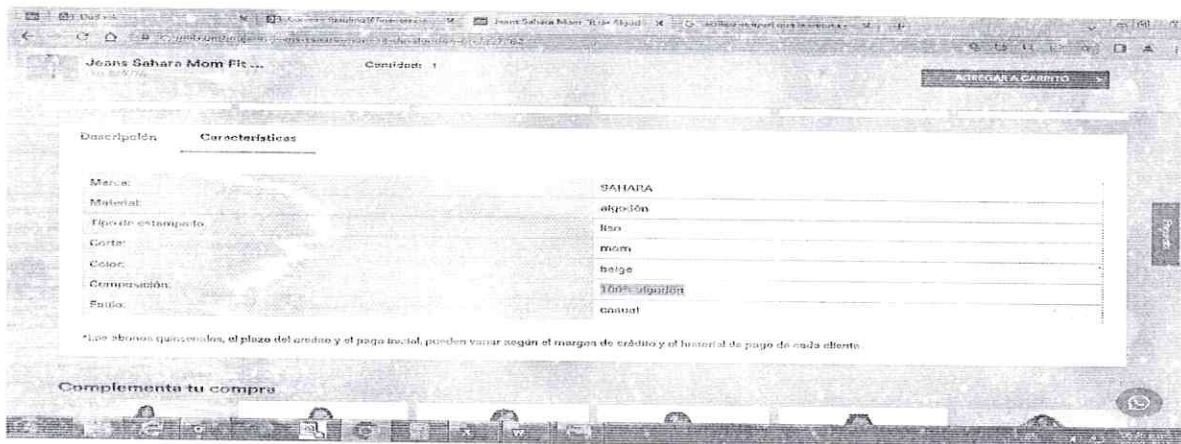 Jeans Sahara Mom Fit ...
Cantidad: 1
AGREGAR A CARRITO
Descripción
Características
Marca:
SAHARA
Material:
algodón
Tipo de estampado:
liso
Corte:
mom
Color:
beige
Composición:
100% algodón
Estilo:
casual
*Los abonos quincenales, el plazo del crédito y el pago inicial, pueden variar según el margen de crédito y el historial de pago de cada cliente.
Complementa tu compra